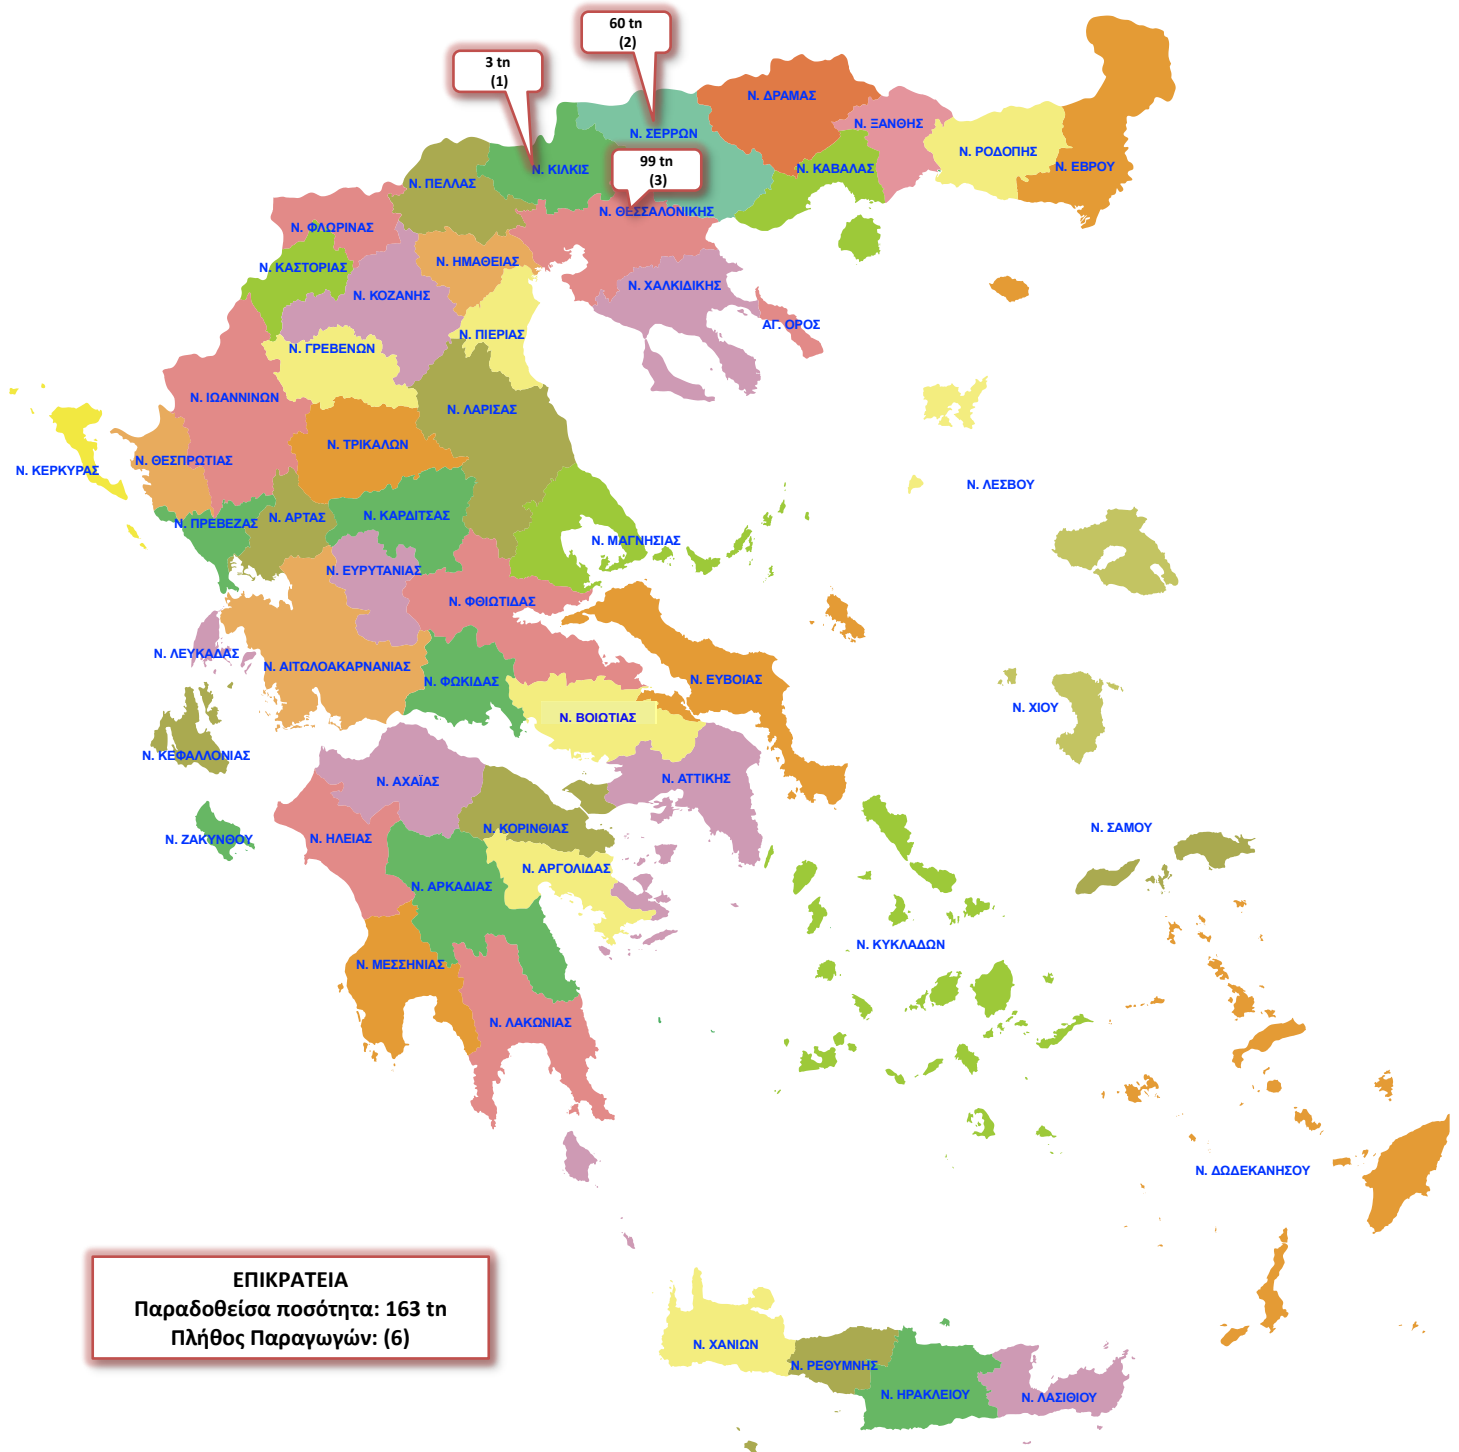 60 tn
(2)
3 tn
(1)
Ν. ΔΡΑΜΑΣ
Ν. ΞΑΝΘΗΣ
Ν. ΣΕΡΡΩΝ
Ν. ΡΟΔΟΠΗΣ
99 tn
(3)
Ν. ΕΒΡΟΥ
Ν. ΚΙΛΚΙΣ
Ν. ΚΑΒΑΛΑΣ
Ν. ΠΕΛΛΑΣ
Ν. ΘΕΣΣΑΛΟΝΙΚΗΣ
Ν. ΦΛΩΡΙΝΑΣ
Ν. ΗΜΑΘΕΙΑΣ
Ν. ΚΑΣΤΟΡΙΑΣ
Ν. ΧΑΛΚΙΔΙΚΗΣ
Ν. ΚΟΖΑΝΗΣ
ΑΓ. ΟΡΟΣ
Ν. ΠΙΕΡΙΑΣ
Ν. ΓΡΕΒΕΝΩΝ
Ν. ΙΩΑΝΝΙΝΩΝ
Ν. ΛΑΡΙΣΑΣ
Ν. ΤΡΙΚΑΛΩΝ
Ν. ΘΕΣΠΡΩΤΙΑΣ
Ν. ΚΕΡΚΥΡΑΣ
Ν. ΛΕΣΒΟΥ
Ν. ΚΑΡΔΙΤΣΑΣ
Ν. ΑΡΤΑΣ
Ν. ΠΡΕΒΕΖΑΣ
Ν. ΜΑΓΝΗΣΙΑΣ
Ν. ΕΥΡΥΤΑΝΙΑΣ
Ν. ΦΘΙΩΤΙΔΑΣ
Ν. ΛΕΥΚΑΔΑΣ
Ν. ΑΙΤΩΛΟΑΚΑΡΝΑΝΙΑΣ
Ν. ΦΩΚΙΔΑΣ
Ν. ΕΥΒΟΙΑΣ
Ν. ΧΙΟΥ
Ν. ΒΟΙΩΤΙΑΣ
Ν. ΚΕΦΑΛΛΟΝΙΑΣ
Ν. ΑΧΑΪΑΣ
Ν. ΑΤΤΙΚΗΣ
Ν. ΚΟΡΙΝΘΙΑΣ
Ν. ΣΑΜΟΥ
Ν. ΖΑΚΥΝΘΟΥ
Ν. ΗΛΕΙΑΣ
Ν. ΑΡΓΟΛΙΔΑΣ
Ν. ΑΡΚΑΔΙΑΣ
Ν. ΚΥΚΛΑΔΩΝ
Ν. ΜΕΣΣΗΝΙΑΣ
Ν. ΛΑΚΩΝΙΑΣ
Ν. ΔΩΔΕΚΑΝΗΣΟΥ
ΕΠΙΚΡΑΤΕΙΑ
Παραδοθείσα ποσότητα: 163 tn
Πλήθος Παραγωγών: (6)
Ν. ΧΑΝΙΩΝ
Ν. ΡΕΘΥΜΝΗΣ
Ν. ΗΡΑΚΛΕΙΟΥ
Ν. ΛΑΣΙΘΙΟΥ